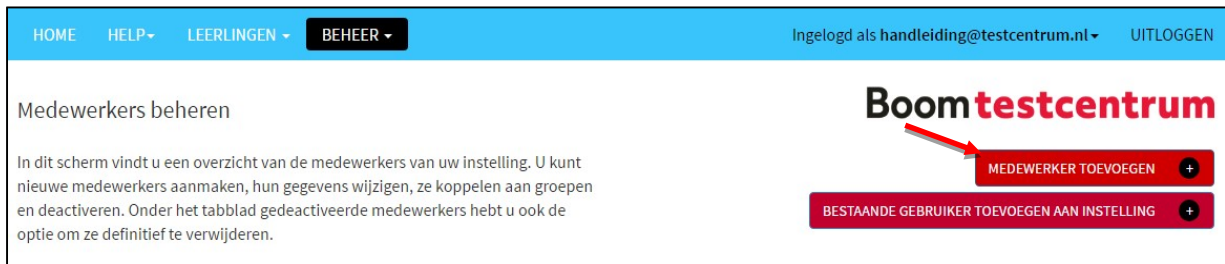 HOME HELP LEERLINGEN BEHEER Ingelogd als handleiding@testcentrum.nl UITLOGGEN
Medewerkers beheren
Boomtestcentrum
In dit scherm vindt u een overzicht van de medewerkers van uw instelling. U kunt
nieuwe medewerkers aanmaken, hun gegevens wijzigen, ze koppelen aan groepen
en deactiveren. Onder het tabblad gedeactiveerde medewerkers hebt u ook de
optie om ze definitief te verwijderen.
MEDEWERKER TOEVOEGEN +
BESTAANDE GEBRUIKER TOEVOEGEN AAN INSTELLING +